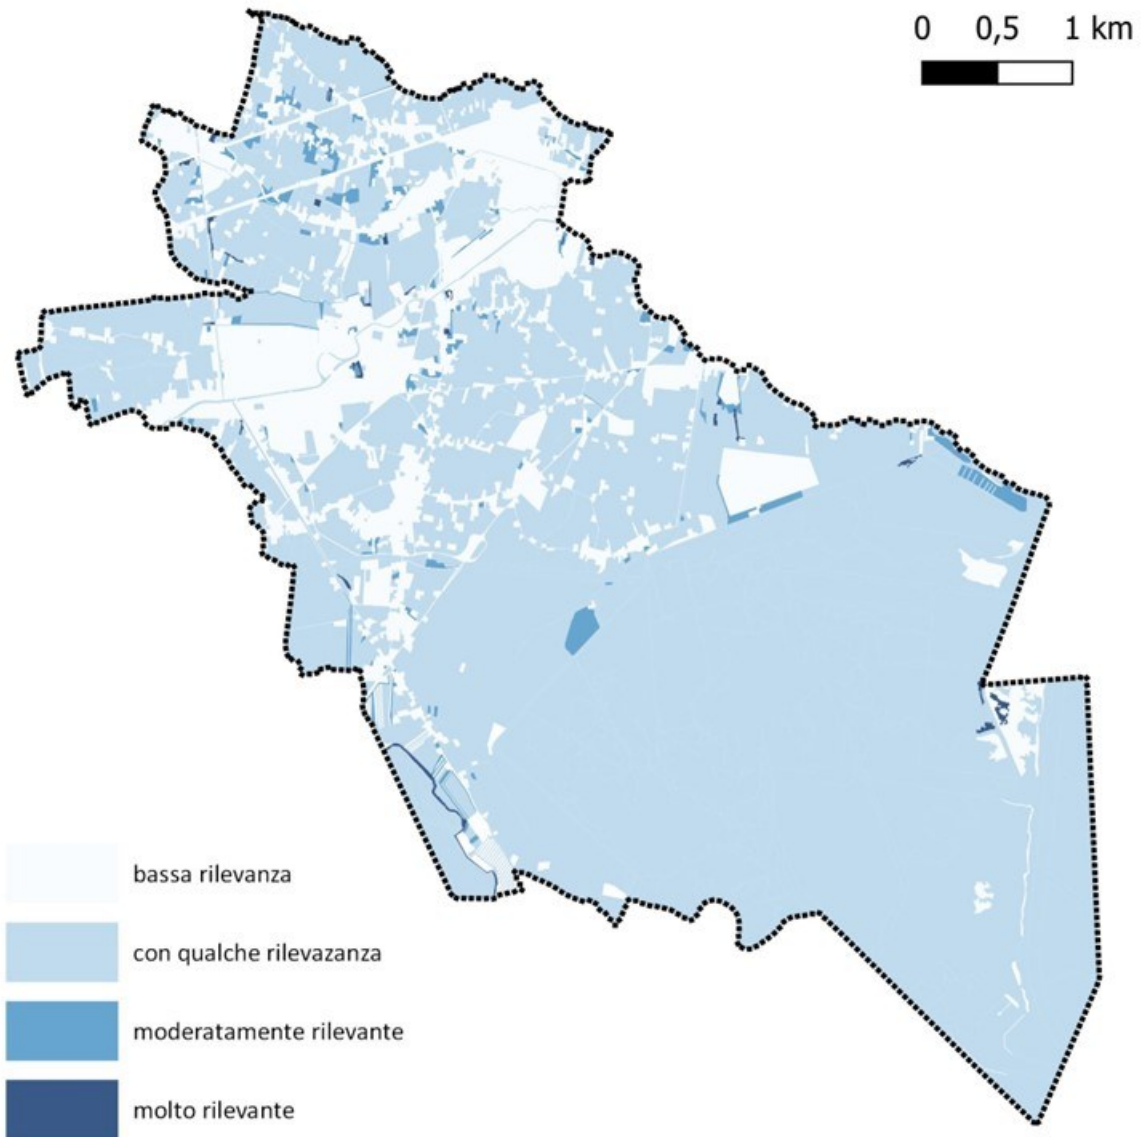 0 0,5 1 km
bassa rilevanza
con qualche rilevazanza
moderatamente rilevante
molto rilevante